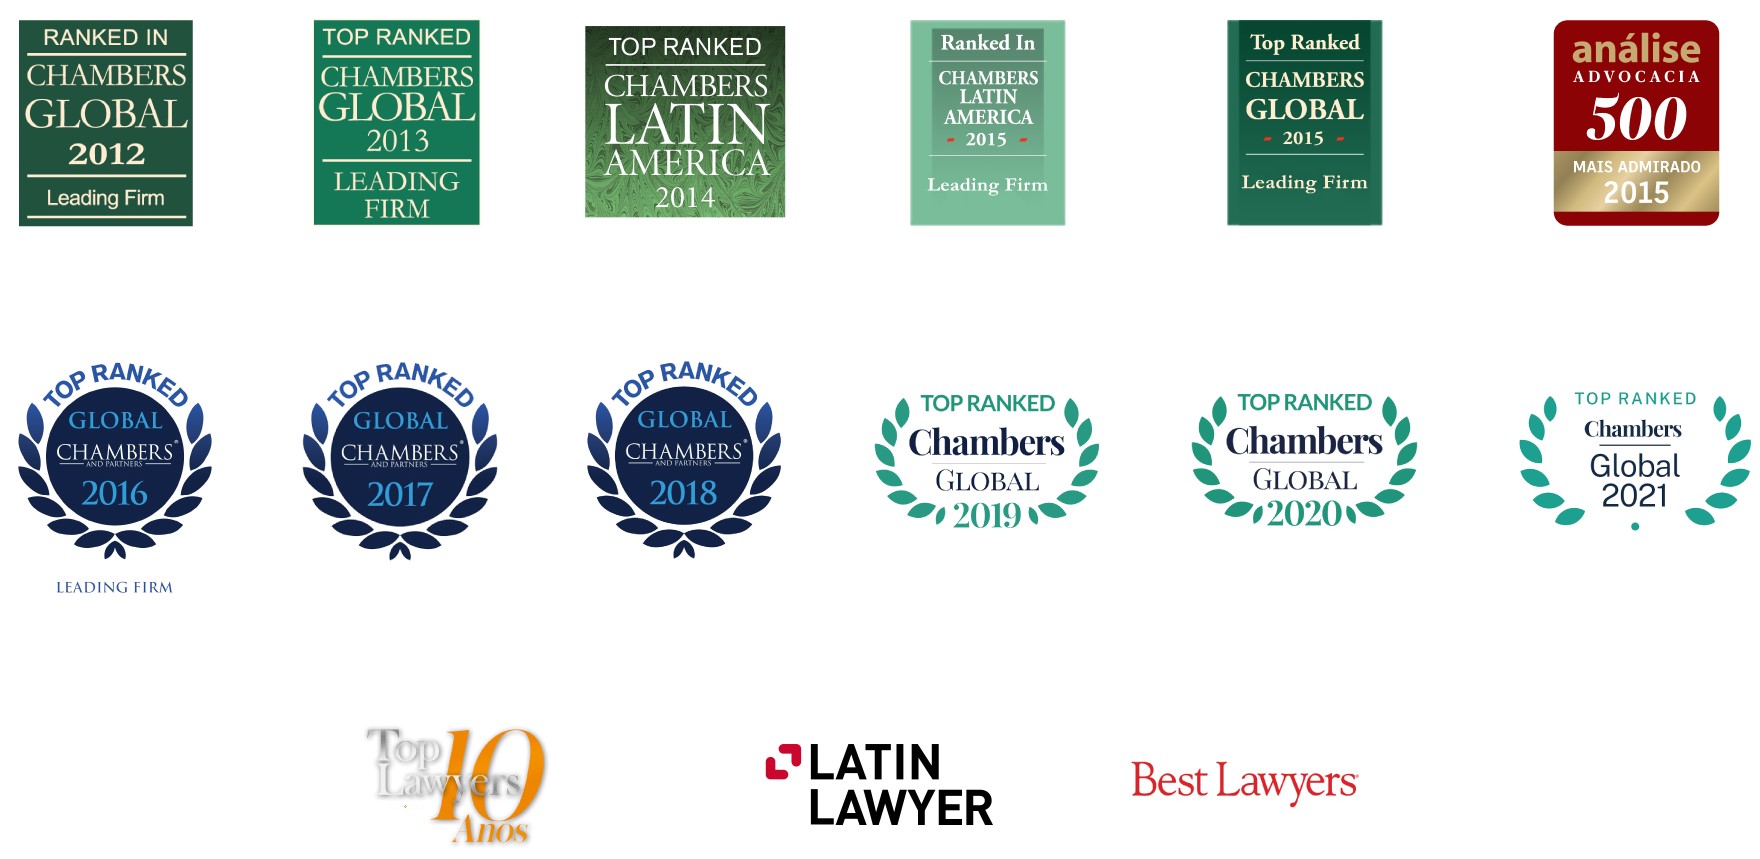 RANKED IN
CHAMBERS
GLOBAL
2012
Leading Firm
TOP RANKED
CHAMBERS
GLOBAL
2013
LEADING
FIRM
TOP RANKED
CHAMBERS
LATIN
AMERICA
2014
Ranked In
CHAMBERS
LATIN
AMERICA
- 2015 -
Leading Firm
Top Ranked
CHAMBERS
GLOBAL
- 2015 -
Leading Firm
análise
ADVOCACIA
500
MAIS ADMIRADO
2015
TOP RANKED
GLOBAL
CHAMBERS®
AND PARTNERS
2016
LEADING FIRM
TOP RANKED
GLOBAL
CHAMBERS®
AND PARTNERS
2017
TOP RANKED
GLOBAL
CHAMBERS®
AND PARTNERS
2018
TOP RANKED
Chambers
GLOBAL
2019
TOP RANKED
Chambers
GLOBAL
2020
TOP RANKED
Chambers
Global
2021
Top
Lawyers
10
Anos
LATIN
LAWYER
Best Lawyers®